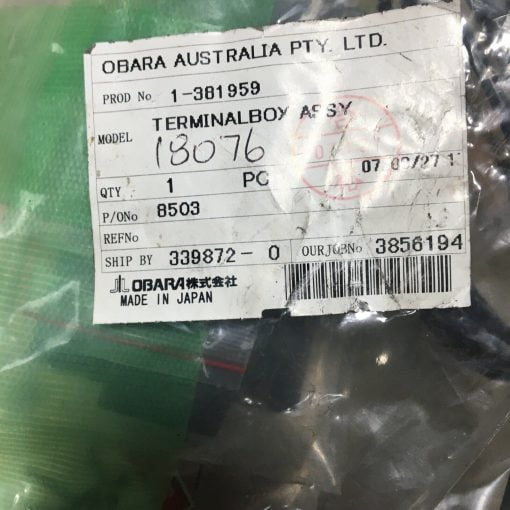 OBARA AUSTRALIA PTY. LTD.
PROD No 1-381959
MODEL TERMINALBOX ASSY
18076
QTY 1 PC
P/ONo 8503
REFNo
SHIP BY 339872-0 OURJOBNo 3856194
OBARA株式会社
MADE IN JAPAN